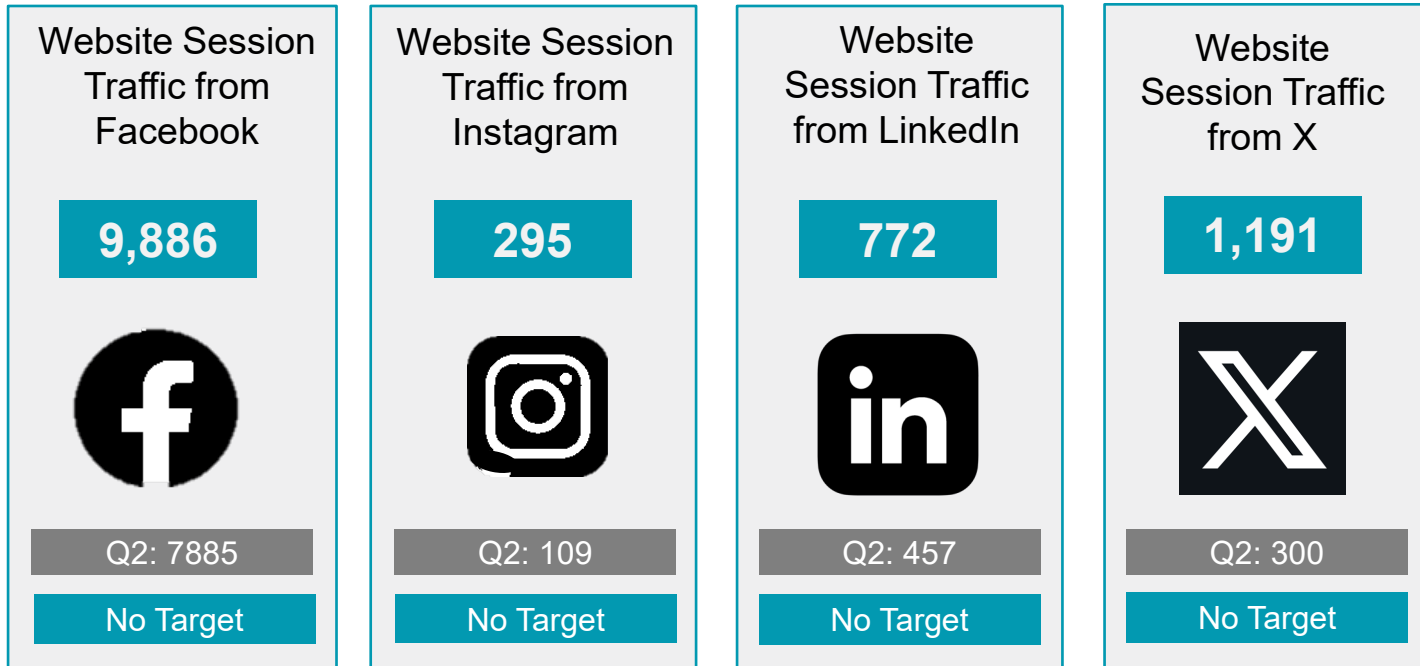 Website Session
Traffic from
Facebook
9,886
f
Q2: 7885
No Target
Website Session
Traffic from
Instagram
295
Q2: 109
No Target
Website
Session Traffic
from LinkedIn
772
in
Q2: 457
No Target
Website
Session Traffic
from X
1,191
X
Q2: 300
No Target